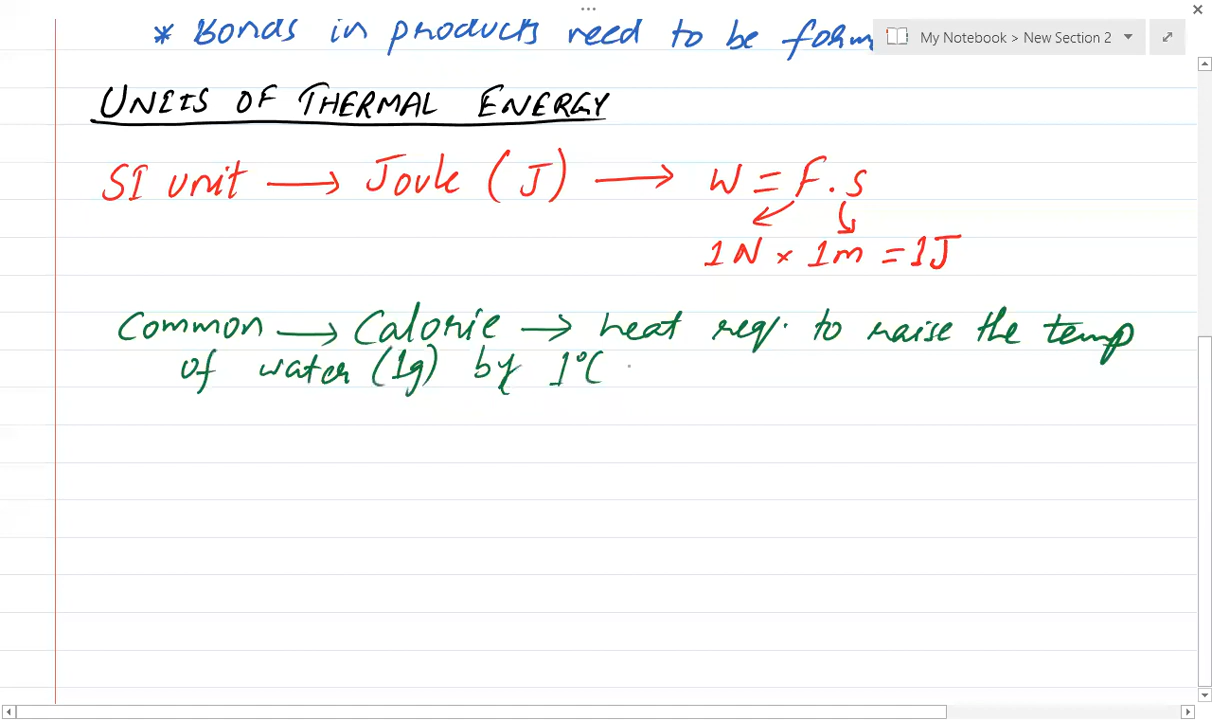 * Bonds in products need to be form
My Notebook > New Section 2
UNITS OF THERMAL ENERGY
SI unit → Joule (J) → W = F.s
1N × 1m = 1J
Common → Calorie → heat req. to raise the temp
of water (1g) by 1°C